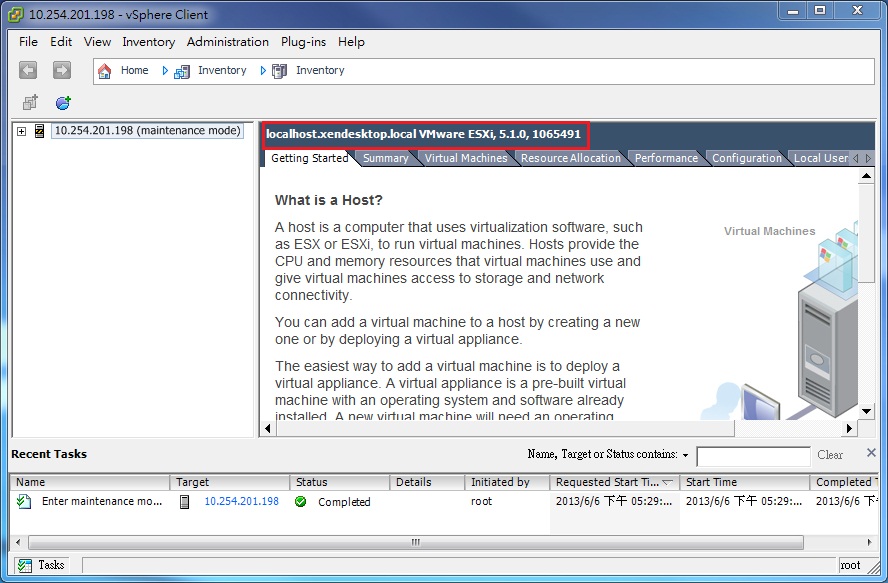 10.254.201.198 - vSphere Client
File Edit View Inventory Administration Plug-ins Help
Home Inventory Inventory
10.254.201.198 (maintenance mode)
localhost.xendesktop.local VMware ESXi, 5.1.0, 1065491
Getting Started Summary Virtual Machines Resource Allocation Performance Configuration Local User
What is a Host?
A host is a computer that uses virtualization software, such
as ESX or ESXi, to run virtual machines. Hosts provide the
CPU and memory resources that virtual machines use and
give virtual machines access to storage and network
connectivity.
You can add a virtual machine to a host by creating a new
one or by deploying a virtual appliance.
The easiest way to add a virtual machine is to deploy a
virtual appliance. A virtual appliance is a pre-built virtual
machine with an operating system and software already
installed. A new virtual machine will need an operating
Virtual Machines
Recent Tasks
Name, Target or Status contains:
Clear
Name Target Status Details Initiated by Requested Start Ti... Start Time Completed T
Enter maintenance mo... 10.254.201.198 Completed root 2013/6/6 下午 05:29:... 2013/6/6 下午 05:29:... 2013/6/6 下午
Tasks
root